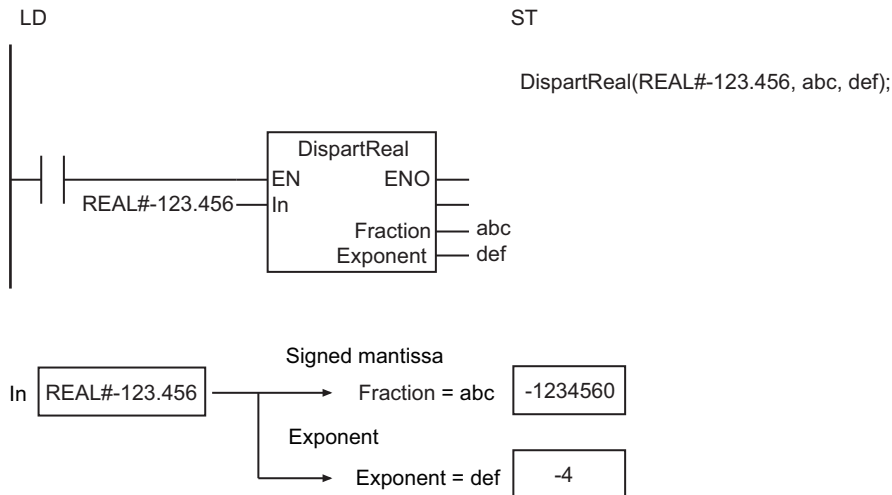 LD
ST
DispartReal(REAL#-123.456, abc, def);
DispartReal
EN ENO
REAL#-123.456 In
Fraction abc
Exponent def
Signed mantissa
In REAL#-123.456 Fraction = abc -1234560
Exponent
Exponent = def -4